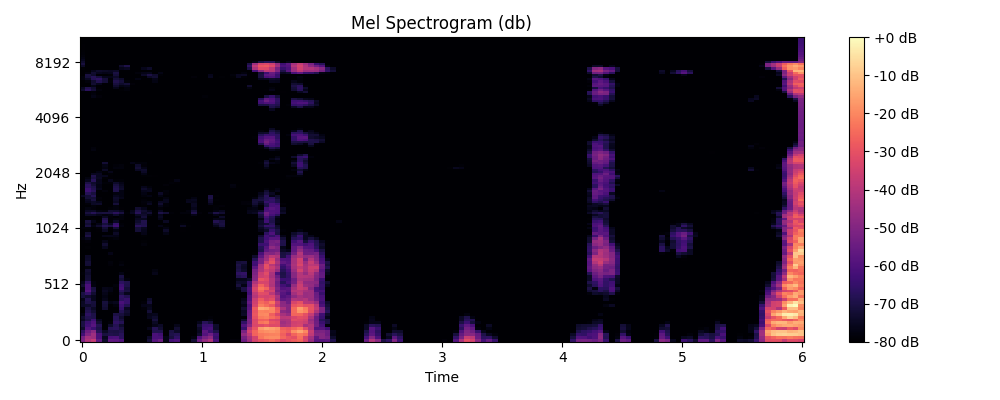 Mel Spectrogram (db)
Hz
8192
4096
2048
1024
512
0
0 1 2 3 4 5 6
Time
+0 dB
-10 dB
-20 dB
-30 dB
-40 dB
-50 dB
-60 dB
-70 dB
-80 dB